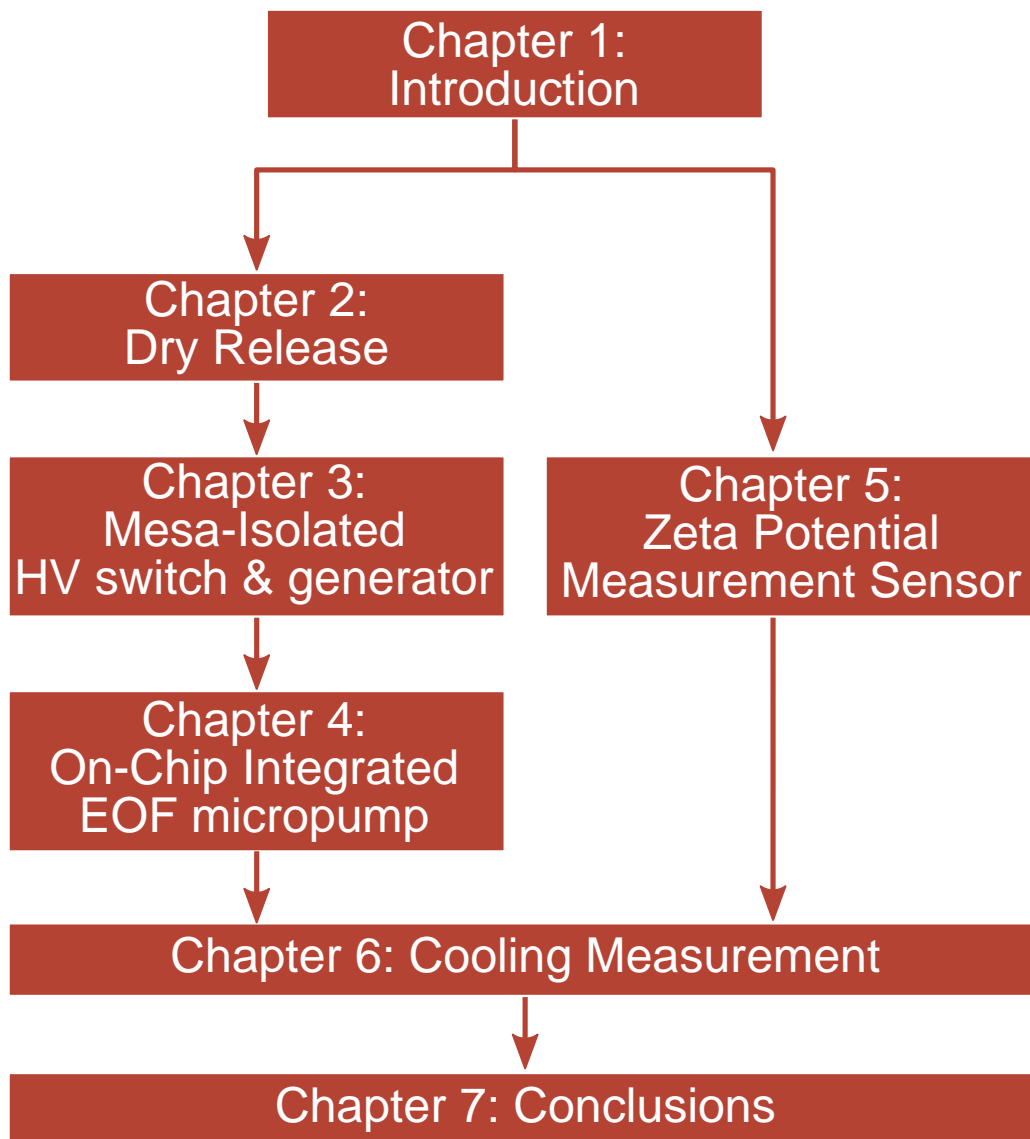 Chapter 1:
Introduction
Chapter 2:
Dry Release
Chapter 3:
Mesa-Isolated
HV switch & generator
Chapter 4:
On-Chip Integrated
EOF micropump
Chapter 5:
Zeta Potential
Measurement Sensor
Chapter 6: Cooling Measurement
Chapter 7: Conclusions